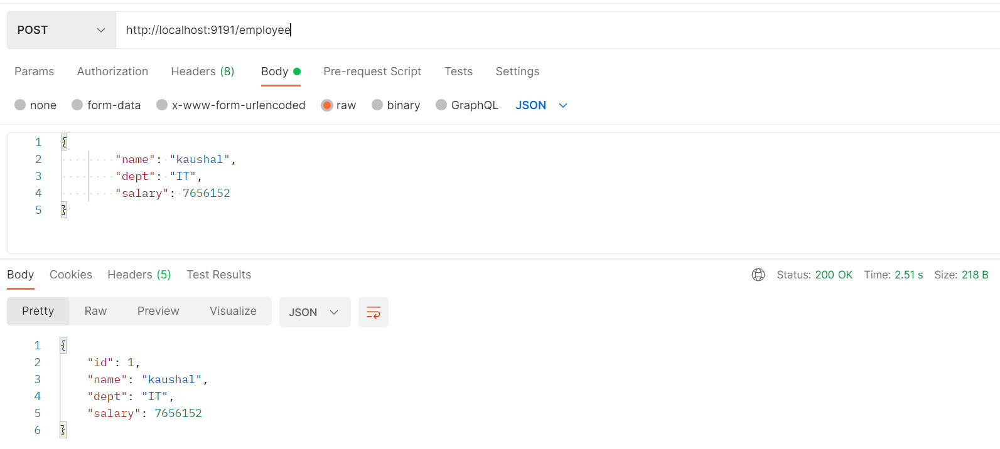 POST http://localhost:9191/employee
Params Authorization Headers (8) Body Pre-request Script Tests Settings
none form-data x-www-form-urlencoded raw binary GraphQL JSON
1 {
2 "name": "kaushal",
3 "dept": "IT",
4 "salary": 7656152
5 }
Body Cookies Headers (5) Test Results Status: 200 OK Time: 2.51 s Size: 218 B
Pretty Raw Preview Visualize JSON
1 {
2 "id": 1,
3 "name": "kaushal",
4 "dept": "IT",
5 "salary": 7656152
6 }